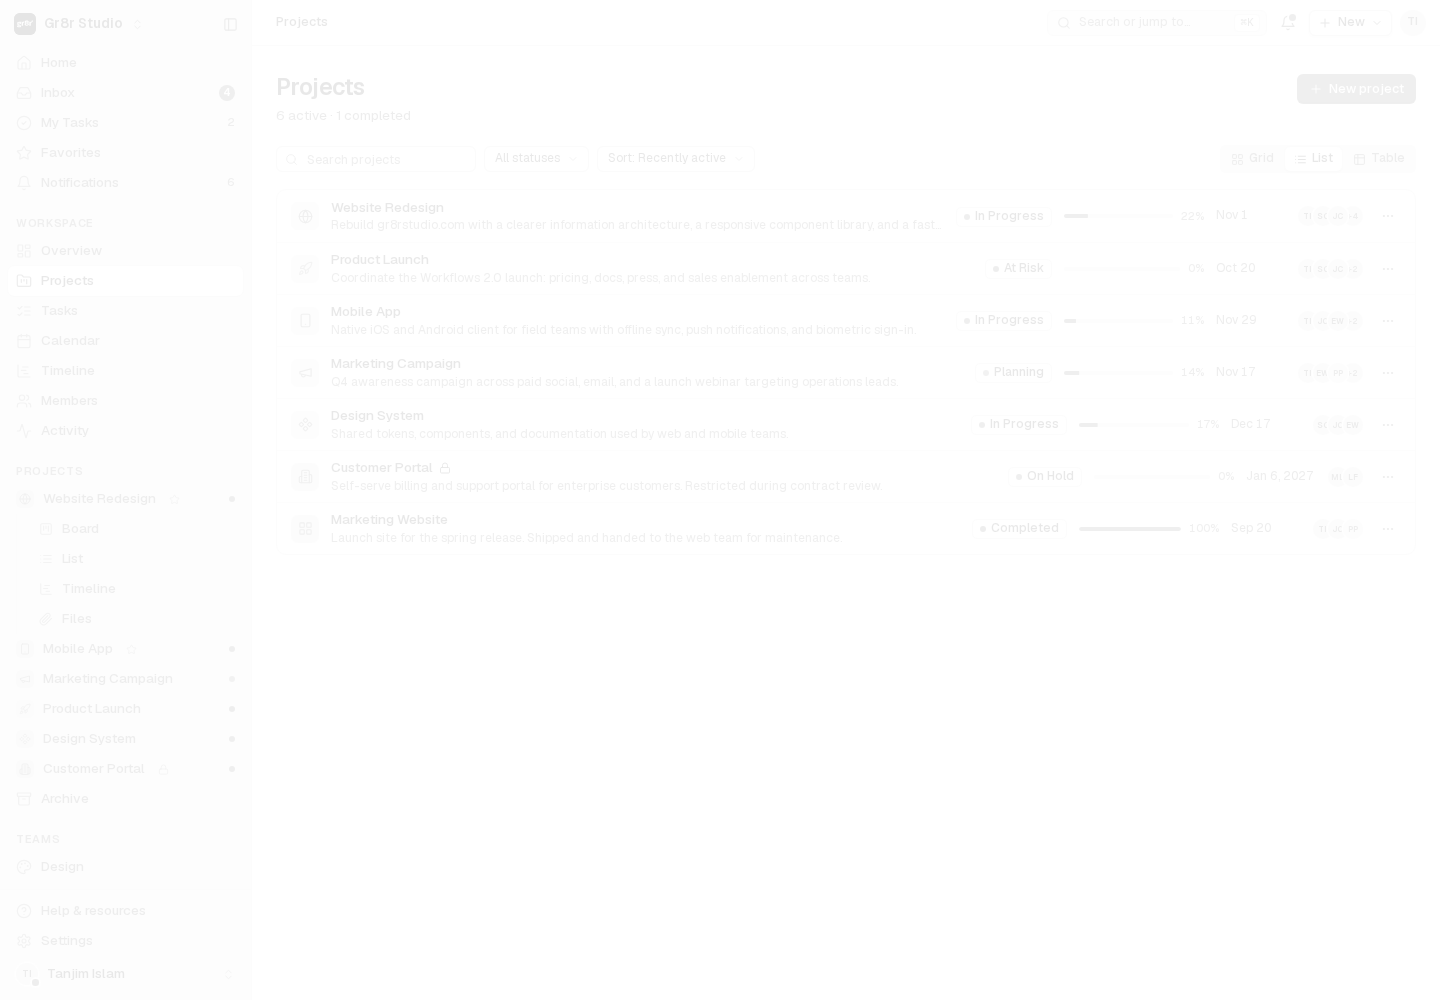 Gr8r Studio
Home
Inbox 4
My Tasks 2
Favorites
Notifications 6
WORKSPACE
Overview
Projects
Tasks
Calendar
Timeline
Members
Activity
PROJECTS
Website Redesign
Board
List
Timeline
Files
Mobile App
Marketing Campaign
Product Launch
Design System
Customer Portal
Archive
TEAMS
Design
Help & resources
Settings
TI Tanjim Islam
Projects
Search or jump to... ⌘K
New
TI
Projects
6 active · 1 completed
New project
Search projects
All statuses
Sort: Recently active
Grid List Table
Website Redesign
Rebuild gr8rstudio.com with a clearer information architecture, a responsive component library, and a fast...
In Progress 22% Nov 1
Product Launch
Coordinate the Workflows 2.0 launch: pricing, docs, press, and sales enablement across teams.
At Risk 0% Oct 20
Mobile App
Native iOS and Android client for field teams with offline sync, push notifications, and biometric sign-in.
In Progress 11% Nov 29
Marketing Campaign
Q4 awareness campaign across paid social, email, and a launch webinar targeting operations leads.
Planning 14% Nov 17
Design System
Shared tokens, components, and documentation used by web and mobile teams.
In Progress 17% Dec 17
Customer Portal
Self-serve billing and support portal for enterprise customers. Restricted during contract review.
On Hold 0% Jan 6, 2027
Marketing Website
Launch site for the spring release. Shipped and handed to the web team for maintenance.
Completed 100% Sep 20